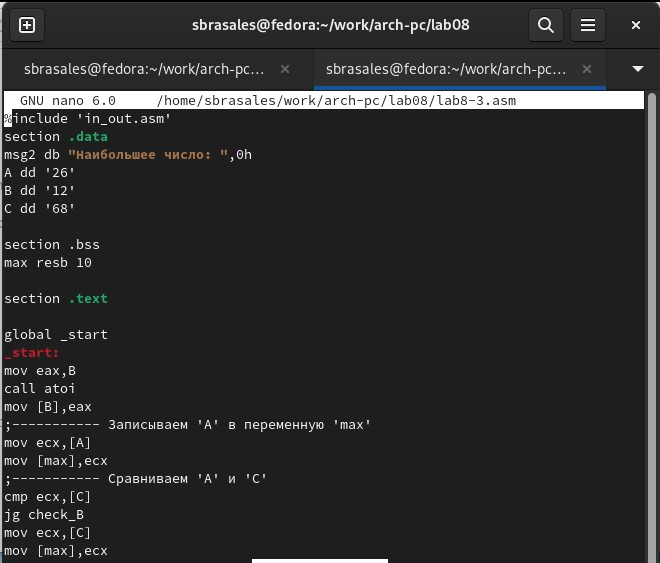 sbrasales@fedora:~/work/arch-pc/lab08
sbrasales@fedora:~/work/arch-pc... × sbrasales@fedora:~/work/arch-pc... ×
GNU nano 6.0 /home/sbrasales/work/arch-pc/lab08/lab8-3.asm
%include 'in_out.asm'
section .data
msg2 db "Наибольшее число: ",0h
A dd '26'
B dd '12'
C dd '68'
section .bss
max resb 10
section .text
global _start
_start:
mov eax,B
call atoi
mov [B],eax
;----------- Записываем 'A' в переменную 'max'
mov ecx,[A]
mov [max],ecx
;----------- Сравниваем 'A' и 'C'
cmp ecx,[C]
jg check_B
mov ecx,[C]
mov [max],ecx